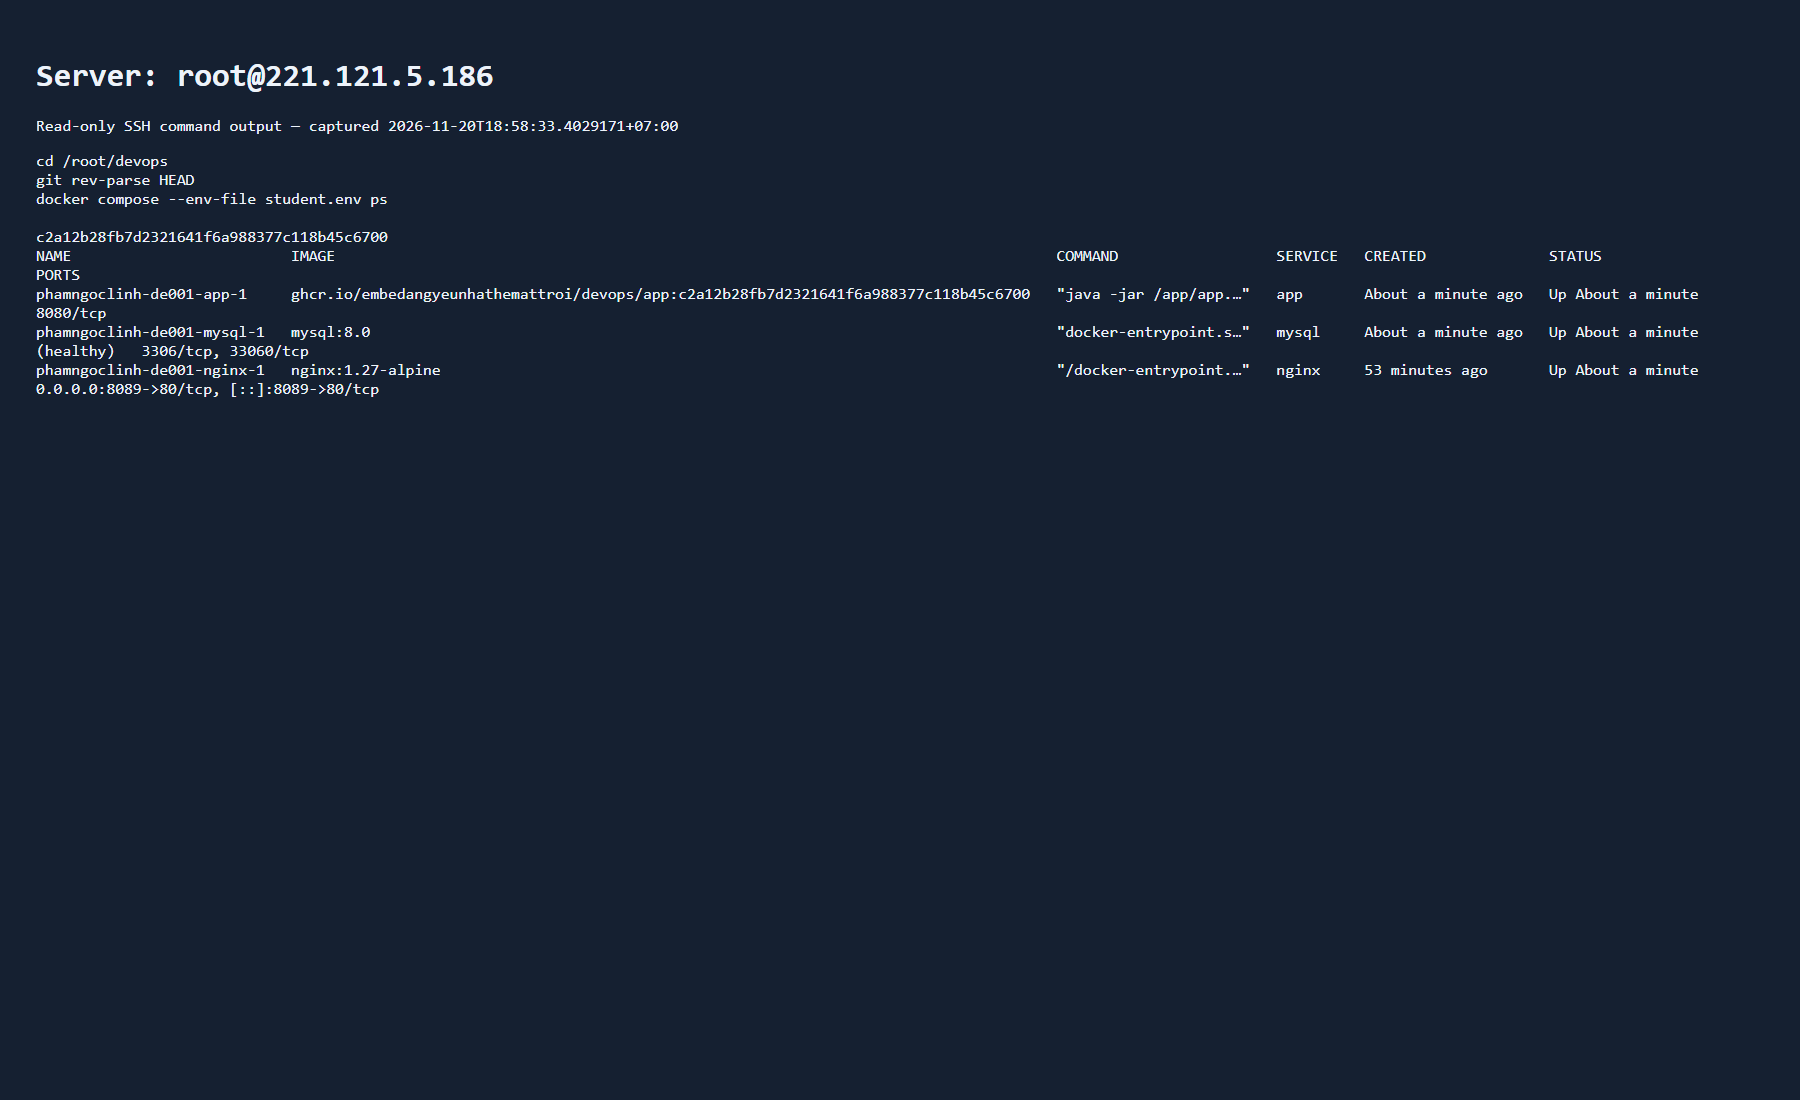 Server: root@221.121.5.186
Read-only SSH command output — captured 2026-11-20T18:58:33.4029171+07:00
cd /root/devops
git rev-parse HEAD
docker compose --env-file student.env ps
c2a12b28fb7d2321641f6a988377c118b45c6700
NAME                         IMAGE                                                                                  COMMAND                  SERVICE   CREATED              STATUS
PORTS
phamngoclinh-de001-app-1     ghcr.io/embedangyeunhathemattroi/devops/app:c2a12b28fb7d2321641f6a988377c118b45c6700   "java -jar /app/app.…"   app       About a minute ago   Up About a minute
8080/tcp
phamngoclinh-de001-mysql-1   mysql:8.0                                                                              "docker-entrypoint.s…"   mysql     About a minute ago   Up About a minute
(healthy)   3306/tcp, 33060/tcp
phamngoclinh-de001-nginx-1   nginx:1.27-alpine                                                                      "/docker-entrypoint.…"   nginx     53 minutes ago       Up About a minute
0.0.0.0:8089->80/tcp, [::]:8089->80/tcp